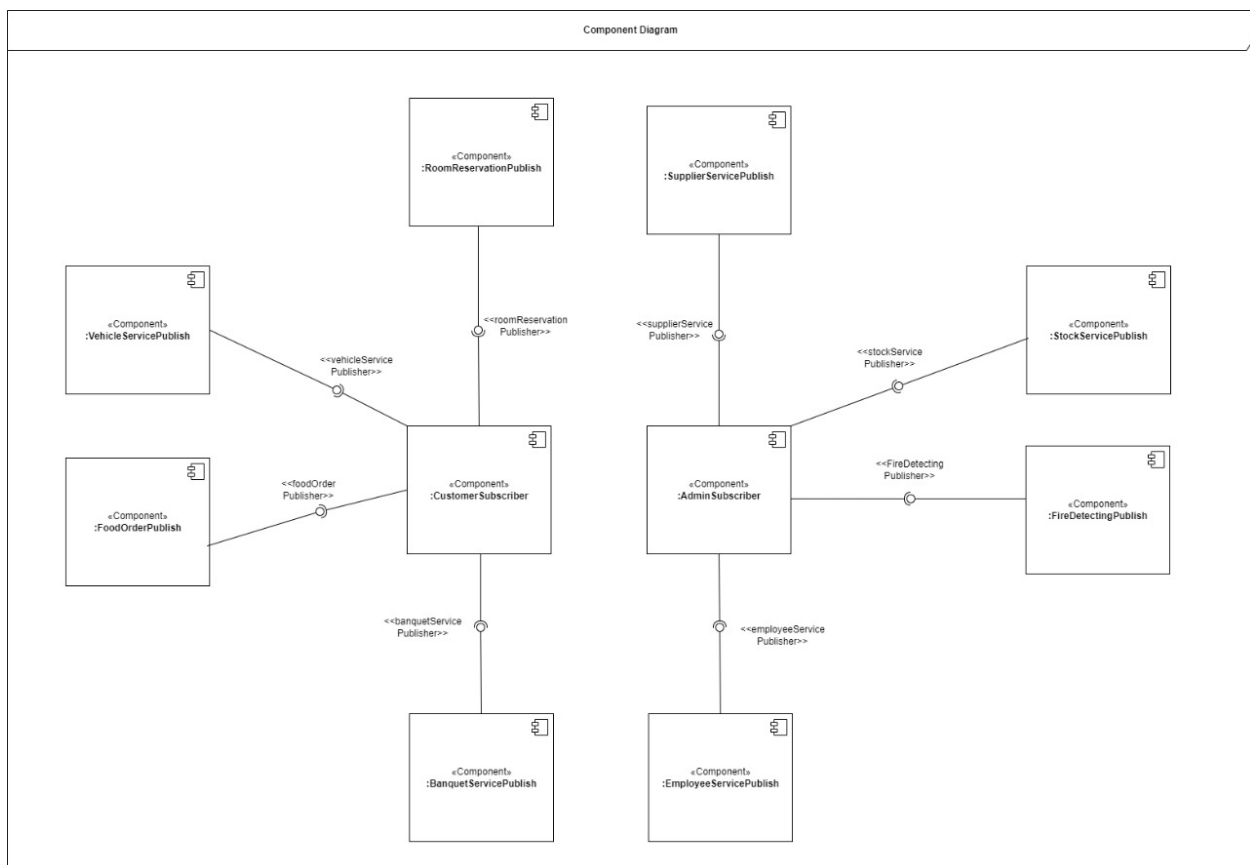 Component Diagram
«Component»
:RoomReservationPublish
«Component»
:SupplierServicePublish
«Component»
:VehicleServicePublish
<<roomReservation
Publisher>>
<<supplierService
Publisher>>
«Component»
:StockServicePublish
<<vehicleService
Publisher>>
<<stockService
Publisher>>
«Component»
:FoodOrderPublish
<<foodOrder
Publisher>>
«Component»
:CustomerSubscriber
«Component»
:AdminSubscriber
<<FireDetecting
Publisher>>
«Component»
:FireDetectingPublish
<<banquetService
Publisher>>
<<employeeService
Publisher>>
«Component»
:BanquetServicePublish
«Component»
:EmployeeServicePublish